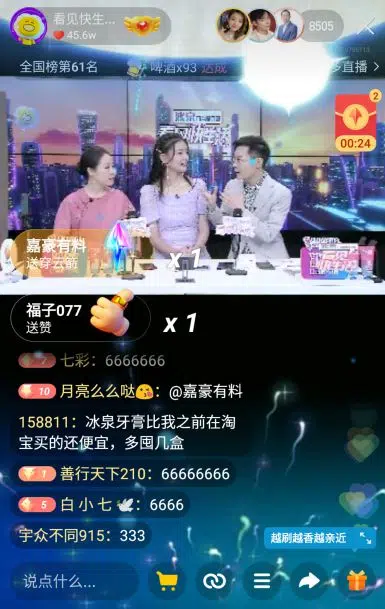 看见快生...
45.6w
8505
全国榜第61名
啤酒x93 达成
直播
冰泉
2
00:24
嘉豪有料
送穿云箭
x 1
福子077
送赞
x 1
七彩：6666666
10 月亮么么哒😘：@嘉豪有料
158811：冰泉牙膏比我之前在淘
宝买的还便宜，多囤几盒
1 善行天下210：66666666
5 白小七🕊：6666
宇众不同915：333
越刷越香越亲近
说点什么...